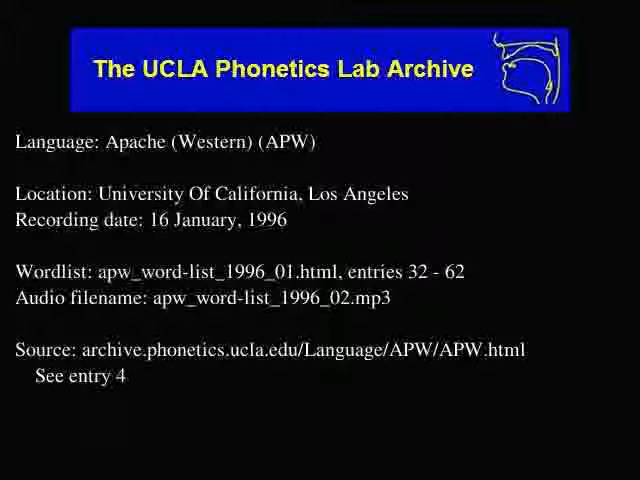 The UCLA Phonetics Lab Archive
Language: Apache (Western) (APW)
Location: University Of California, Los Angeles
Recording date: 16 January, 1996
Wordlist: apw_word-list_1996_01.html, entries 32 - 62
Audio filename: apw_word-list_1996_02.mp3
Source: archive.phonetics.ucla.edu/Language/APW/APW.html
See entry 4